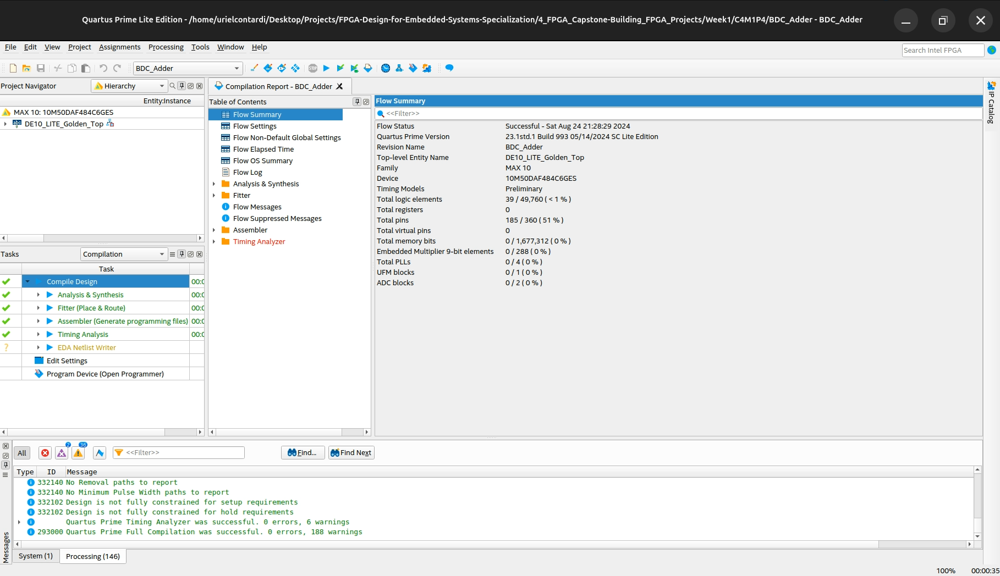 Quartus Prime Lite Edition - /home/urielcontardi/Desktop/Projects/FPGA-Design-for-Embedded-Systems-Specialization/4_FPGA_Capstone-Building_FPGA_Projects/Week1/C4M1P4/BDC_Adder - BDC_Adder
File Edit View Project Assignments Processing Tools Window Help
Search Intel FPGA
BDC_Adder
STOP
Project Navigator
Hierarchy
Entity:Instance
MAX 10: 10M50DAF484C6GES
abc DE10_LITE_Golden_Top
Tasks
Compilation
Task
Compile Design 00:0
Analysis & Synthesis 00:0
Fitter (Place & Route) 00:0
Assembler (Generate programming files) 00:0
Timing Analysis 00:0
EDA Netlist Writer
Edit Settings
Program Device (Open Programmer)
Compilation Report - BDC_Adder
Table of Contents
Flow Summary
Flow Settings
Flow Non-Default Global Settings
Flow Elapsed Time
Flow OS Summary
Flow Log
Analysis & Synthesis
Fitter
Flow Messages
Flow Suppressed Messages
Assembler
Timing Analyzer
Flow Summary
<<Filter>>
Flow Status Successful - Sat Aug 24 21:28:29 2024
Quartus Prime Version 23.1std.1 Build 993 05/14/2024 SC Lite Edition
Revision Name BDC_Adder
Top-level Entity Name DE10_LITE_Golden_Top
Family MAX 10
Device 10M50DAF484C6GES
Timing Models Preliminary
Total logic elements 39 / 49,760 ( < 1 % )
Total registers 0
Total pins 185 / 360 ( 51 % )
Total virtual pins 0
Total memory bits 0 / 1,677,312 ( 0 % )
Embedded Multiplier 9-bit elements 0 / 288 ( 0 % )
Total PLLs 0 / 4 ( 0 % )
UFM blocks 0 / 1 ( 0 % )
ADC blocks 0 / 2 ( 0 % )
IP Catalog
All 2 36 <<Filter>> Find... Find Next
Type ID Message
332140 No Removal paths to report
332140 No Minimum Pulse Width paths to report
332102 Design is not fully constrained for setup requirements
332102 Design is not fully constrained for hold requirements
Quartus Prime Timing Analyzer was successful. 0 errors, 6 warnings
293000 Quartus Prime Full Compilation was successful. 0 errors, 188 warnings
Messages
System (1) Processing (146)
100% 00:00:35